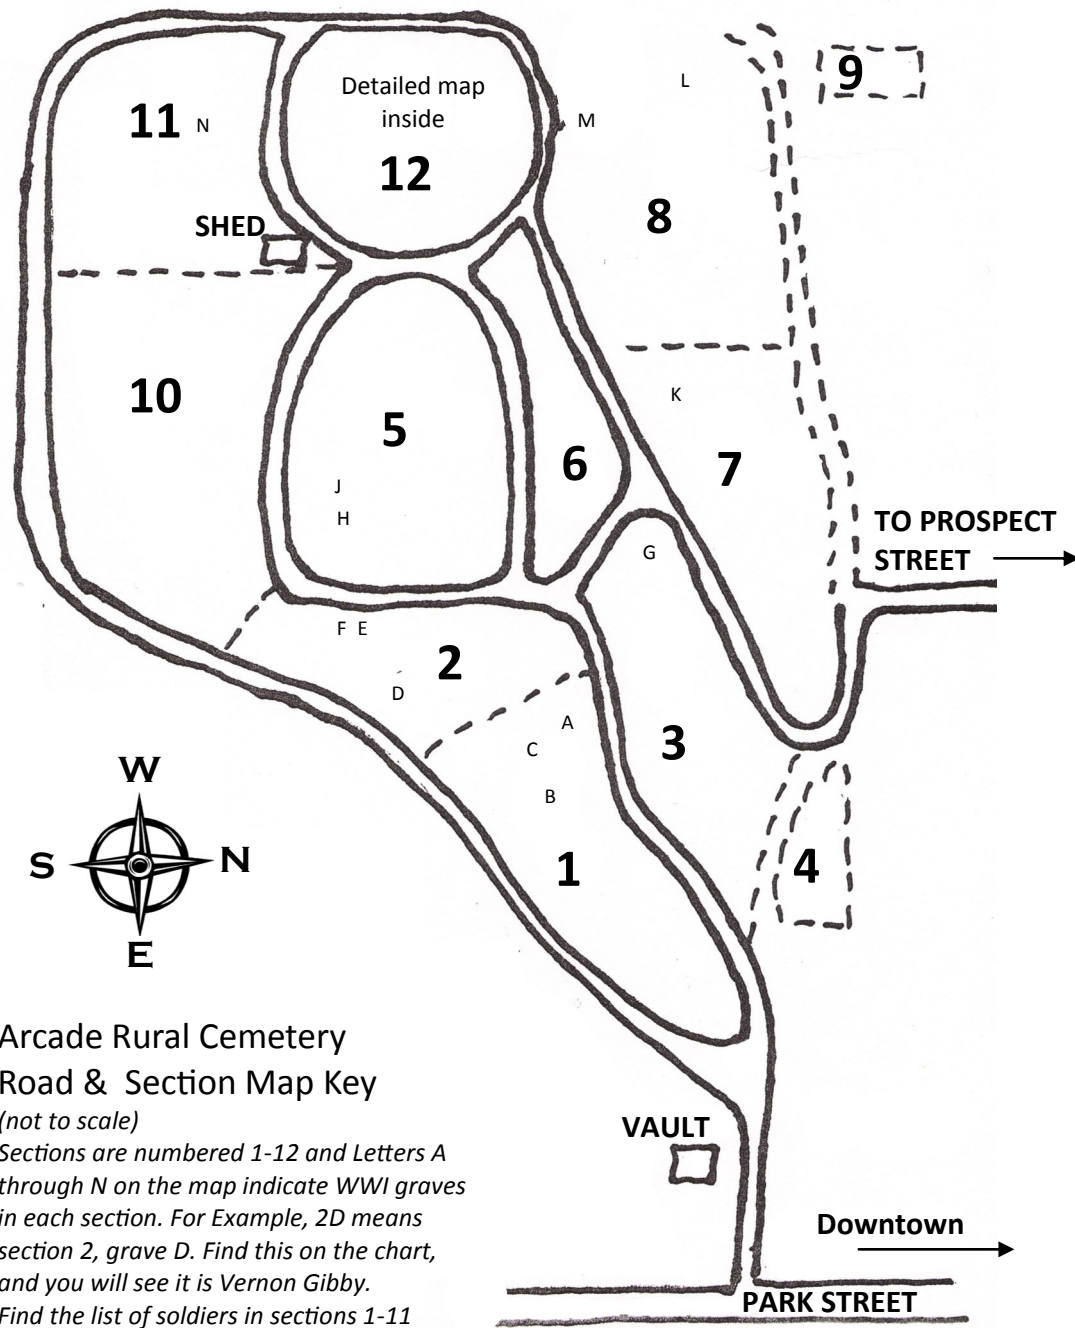 Detailed map
inside
12
11 N
L
9
M
SHED
8
10
5
6
K
7
J
H
G
TO PROSPECT
STREET
F E
2
D
A
C
B
3
1
4
W
S N
E
Arcade Rural Cemetery
Road & Section Map Key
(not to scale)
Sections are numbered 1-12 and Letters A
through N on the map indicate WWI graves
in each section. For Example, 2D means
section 2, grave D. Find this on the chart,
and you will see it is Vernon Gibby.
Find the list of soldiers in sections 1-11
VAULT
Downtown
PARK STREET